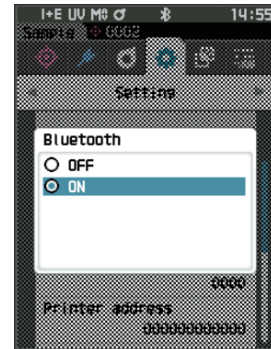 I+E UV M0 14:55
Sample 0002
Setting
Bluetooth
OFF
ON
0000
Printer address
000000000000